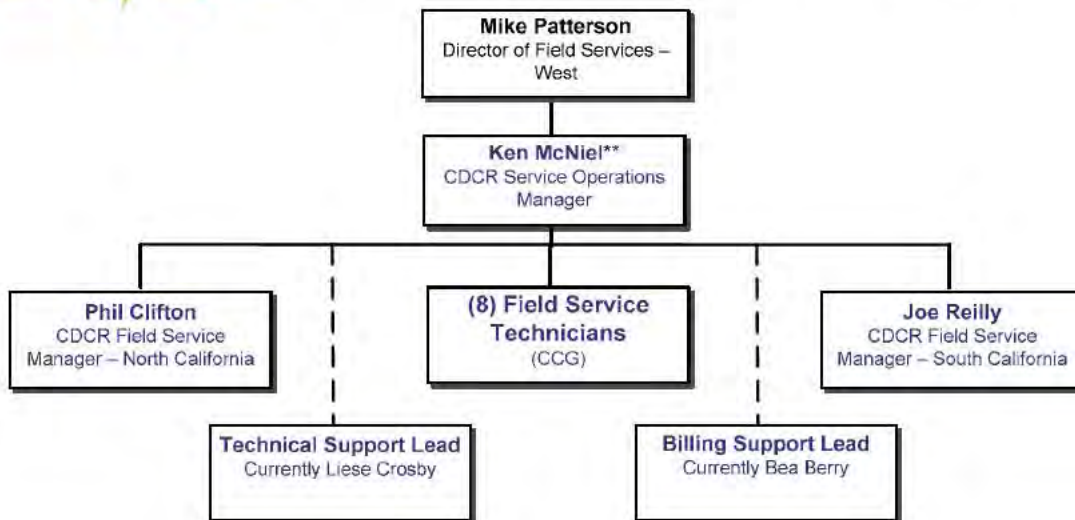 Mike Patterson
Director of Field Services –
West
Ken McNiel**
CDCR Service Operations
Manager
Phil Clifton
CDCR Field Service
Manager – North California
(8) Field Service
Technicians
(CCG)
Joe Reilly
CDCR Field Service
Manager – South California
Technical Support Lead
Currently Liese Crosby
Billing Support Lead
Currently Bea Berry